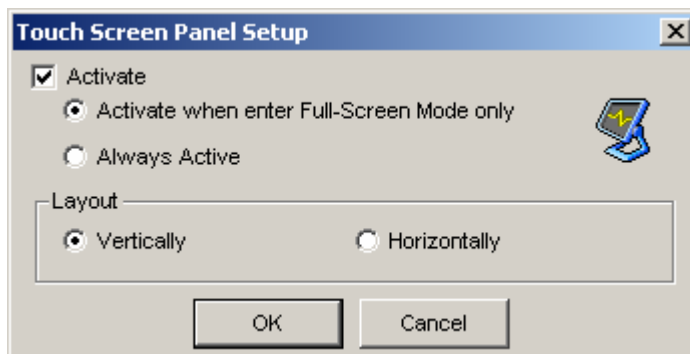 Touch Screen Panel Setup
Activate
Activate when enter Full-Screen Mode only
Always Active
Layout
Vertically Horizontally
OK Cancel